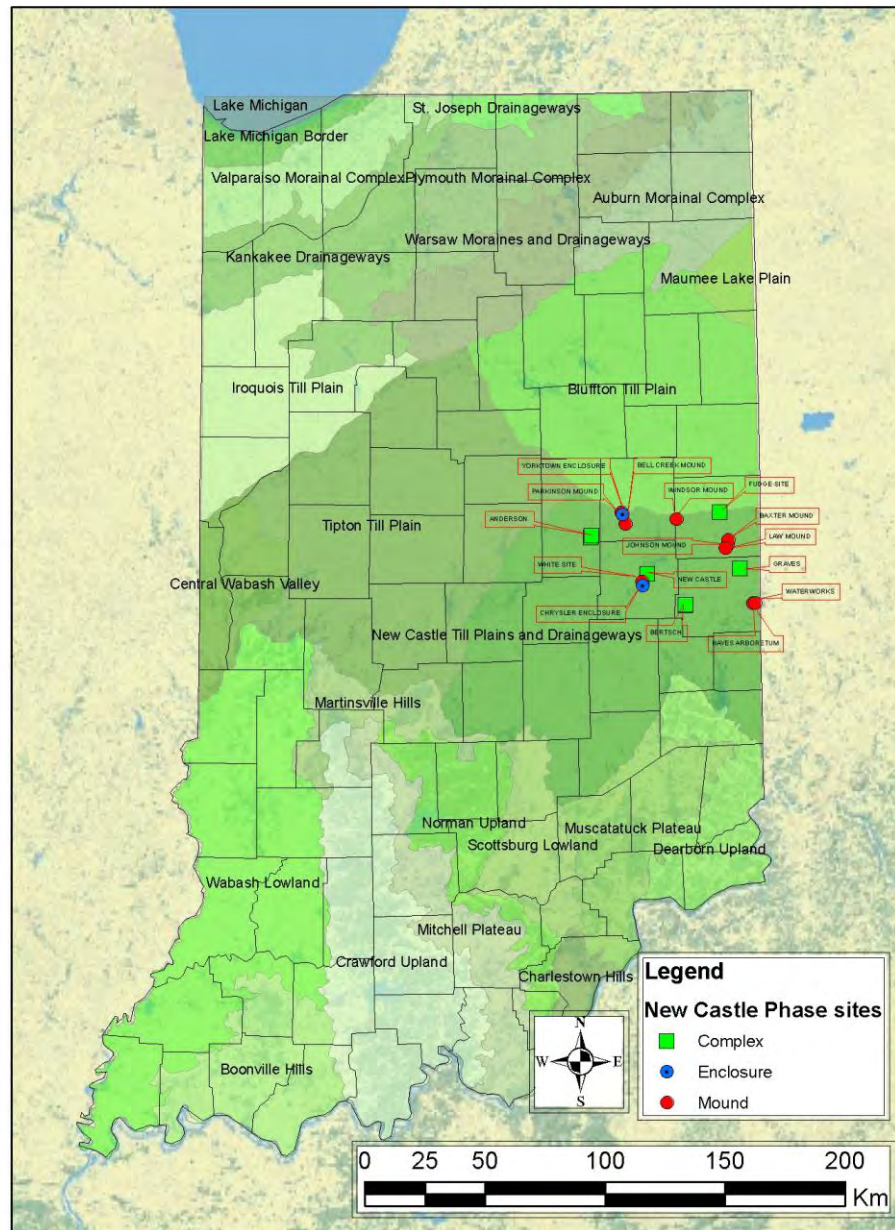 Lake Michigan
St. Joseph Drainageways
Lake Michigan Border
Valparaiso Morainal Complex
Plymouth Morainal Complex
Auburn Morainal Complex
Warsaw Moraines and Drainageways
Kankakee Drainageways
Maumee Lake Plain
Iroquois Till Plain
Bluffton Till Plain
YORKTOWN ENCLOSURE
BELL CREEK MOUND
PARKINSON MOUND
WINDSOR MOUND
FUDGE SITE
ANDERSON
BAXTER MOUND
Tipton Till Plain
JOHNSON MOUND
LAW MOUND
WHITE SITE
GRAVES
Central Wabash Valley
NEW CASTLE
WATERWORKS
CHRYSLER ENCLOSURE
New Castle Till Plains and Drainageways
BERTSCH
HAYES ARBORETUM
Martinsville Hills
Norman Upland
Muscatatuck Plateau
Scottsburg Lowland
Dearborn Upland
Wabash Lowland
Mitchell Plateau
Crawford Upland
Charlestown Hills
Boonville Hills
Legend
New Castle Phase sites
Complex
Enclosure
Mound
N
W E
S
0 25 50 100 150 200
Km